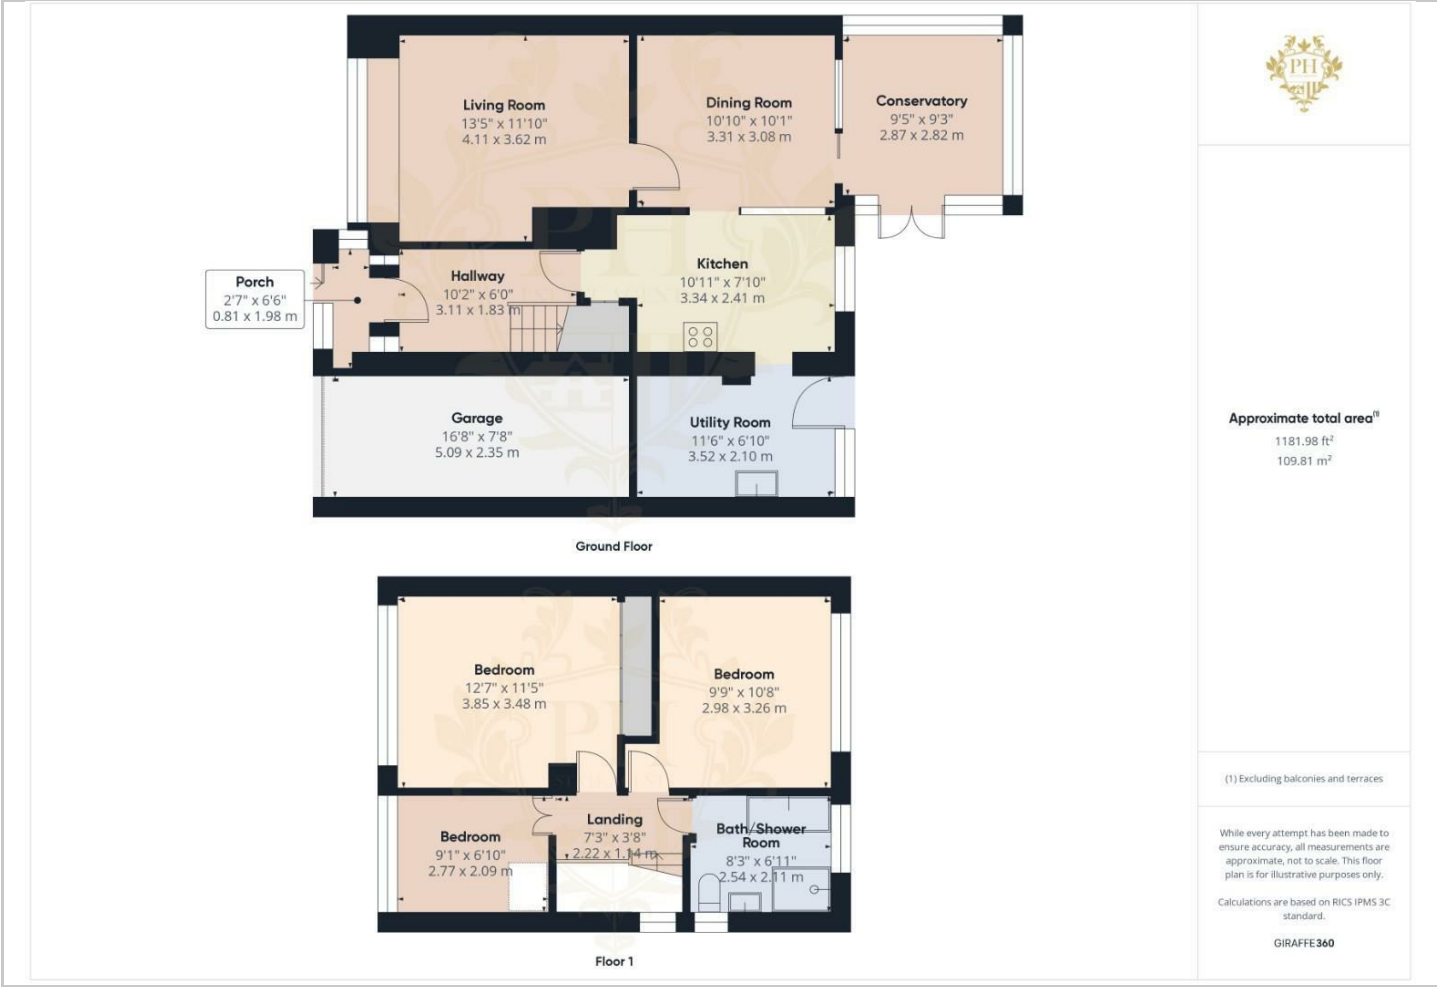 Living Room
13'5" x 11'10"
4.11 x 3.62 m
Dining Room
10'10" x 10'1"
3.31 x 3.08 m
Conservatory
9'5" x 9'3"
2.87 x 2.82 m
Porch
2'7" x 6'6"
0.81 x 1.98 m
Hallway
10'2" x 6'0"
3.11 x 1.83 m
Kitchen
10'11" x 7'10"
3.34 x 2.41 m
Garage
16'8" x 7'8"
5.09 x 2.35 m
Utility Room
11'6" x 6'10"
3.52 x 2.10 m
Ground Floor
Bedroom
12'7" x 11'5"
3.85 x 3.48 m
Bedroom
9'9" x 10'8"
2.98 x 3.26 m
Bedroom
9'1" x 6'10"
2.77 x 2.09 m
Landing
7'3" x 3'8"
2.22 x 1.14 m
Bath/Shower
Room
8'3" x 6'11"
2.54 x 2.11 m
Floor 1
PH
PH
PH
Approximate total area⁽¹⁾
1181.98 ft²
109.81 m²
(1) Excluding balconies and terraces
While every attempt has been made to
ensure accuracy, all measurements are
approximate, not to scale. This floor
plan is for illustrative purposes only.
Calculations are based on RICS IPMS 3C
standard.
GIRAFFE360